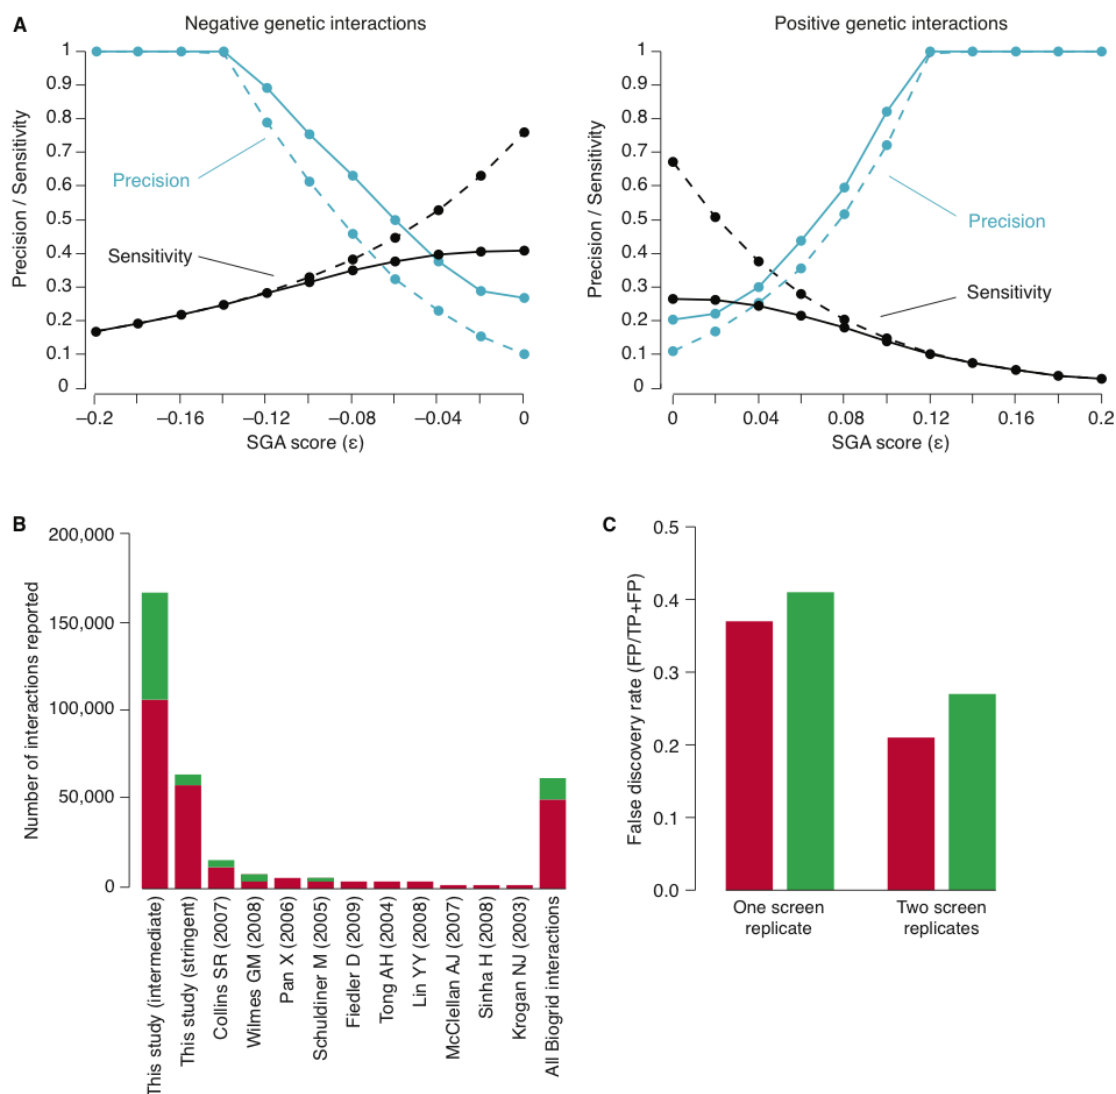 A
Negative genetic interactions
Precision / Sensitivity
1
0.9
0.8
0.7
0.6
0.5
0.4
0.3
0.2
0.1
0
Precision
Sensitivity
–0.2
–0.16
–0.12
–0.08
–0.04
0
SGA score (ε)
Positive genetic interactions
Precision / Sensitivity
1
0.9
0.8
0.7
0.6
0.5
0.4
0.3
0.2
0.1
0
Precision
Sensitivity
0
0.04
0.08
0.12
0.16
0.2
SGA score (ε)
B
Number of interactions reported
200,000
150,000
100,000
50,000
0
This study (intermediate)
This study (stringent)
Collins SR (2007)
Wilmes GM (2008)
Pan X (2006)
Schuldiner M (2005)
Fiedler D (2009)
Tong AH (2004)
Lin YY (2008)
McClellan AJ (2007)
Sinha H (2008)
Krogan NJ (2003)
All Biogrid interactions
C
False discovery rate (FP/TP+FP)
0.5
0.4
0.3
0.2
0.1
0.0
One screen
replicate
Two screen
replicates